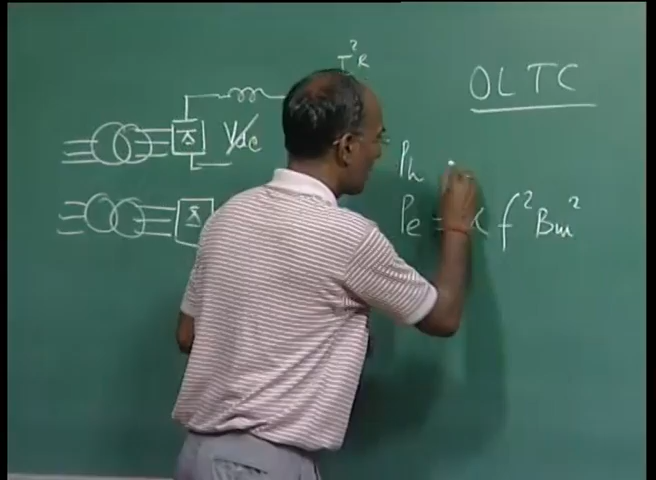 I²R
OLTC
Vdc
Ph
Pe = K f² Bm²